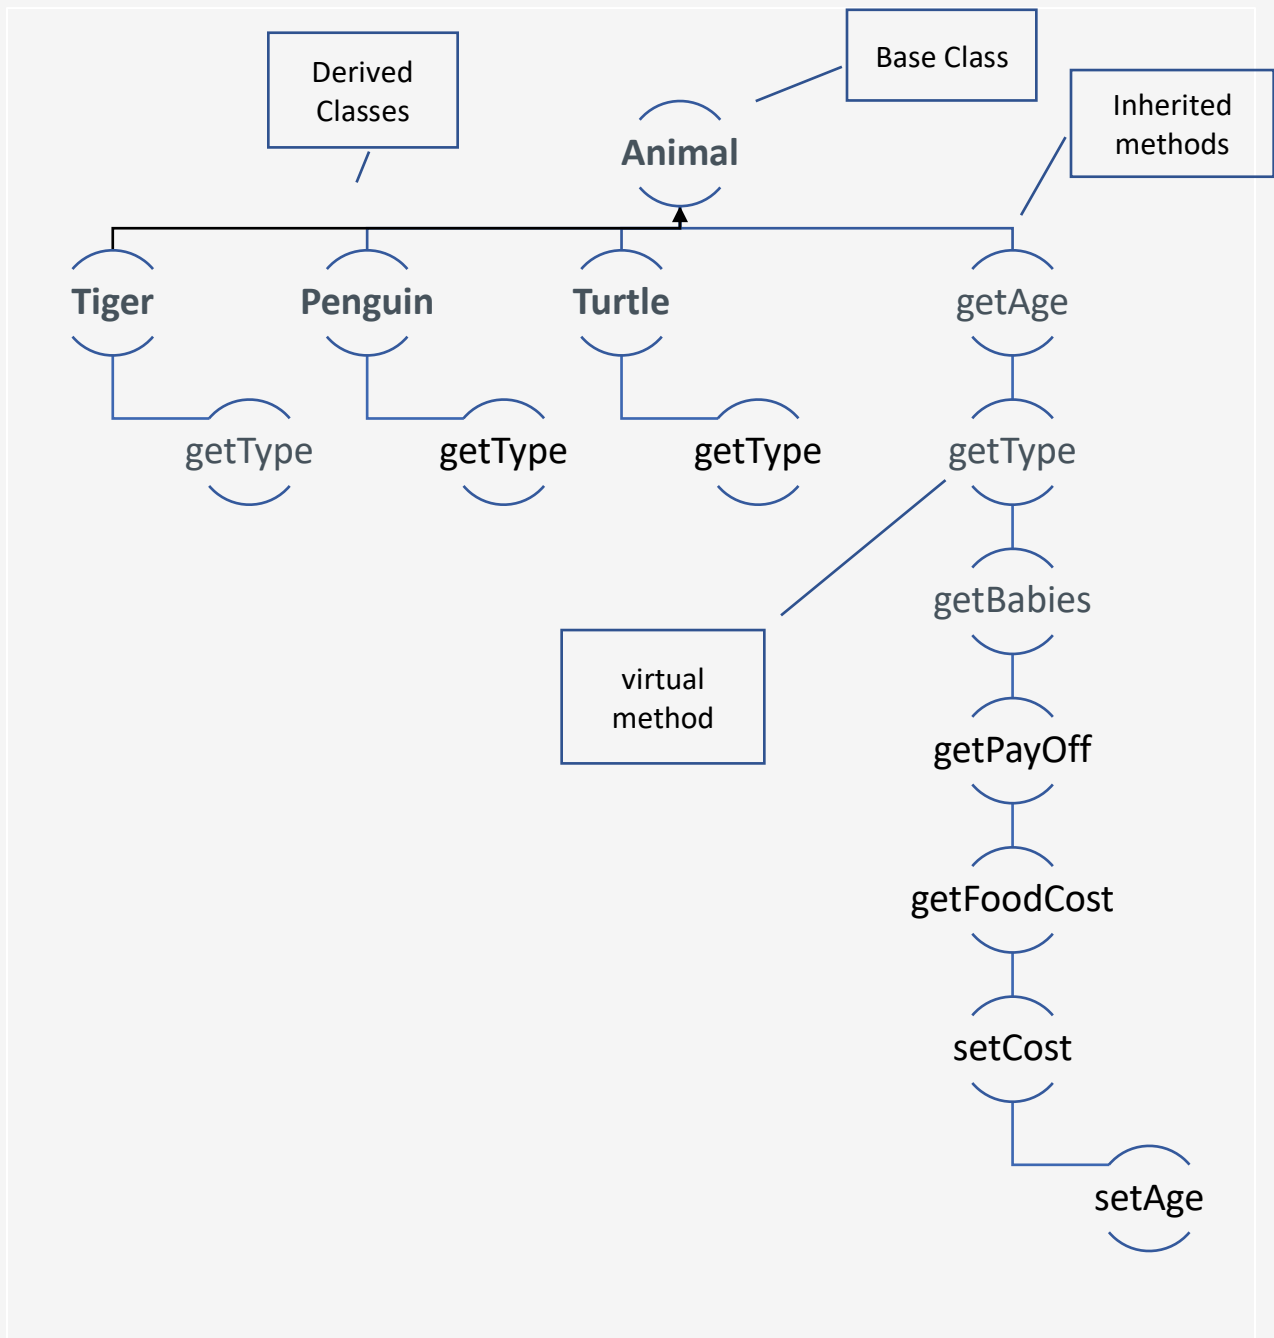 Derived
Classes
Base Class
Inherited
methods
Animal
Tiger
Penguin
Turtle
getAge
getType
getType
getType
getType
getBabies
virtual
method
getPayOff
getFoodCost
setCost
setAge